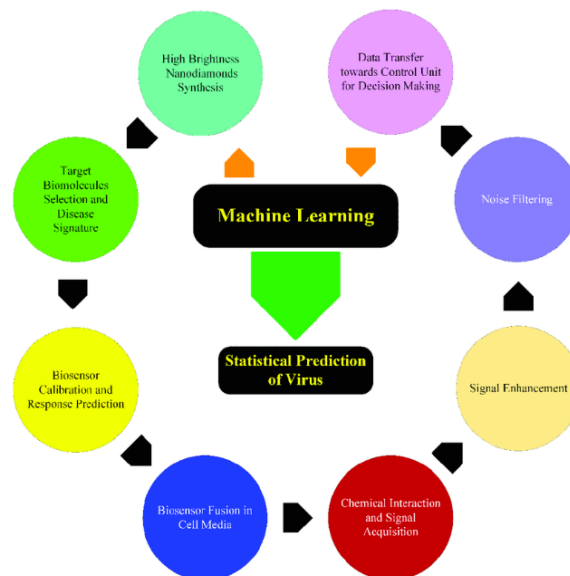 High Brightness
Nanodiamonds
Synthesis
Data Transfer
towards Control Unit
for Decision Making
Target
Biomolecules
Selection and
Disease
Signature
Machine Learning
Noise Filtering
Statistical Prediction
of Virus
Biosensor
Calibration and
Response Prediction
Signal Enhancement
Biosensor Fusion in
Cell Media
Chemical Interaction
and Signal
Acquisition